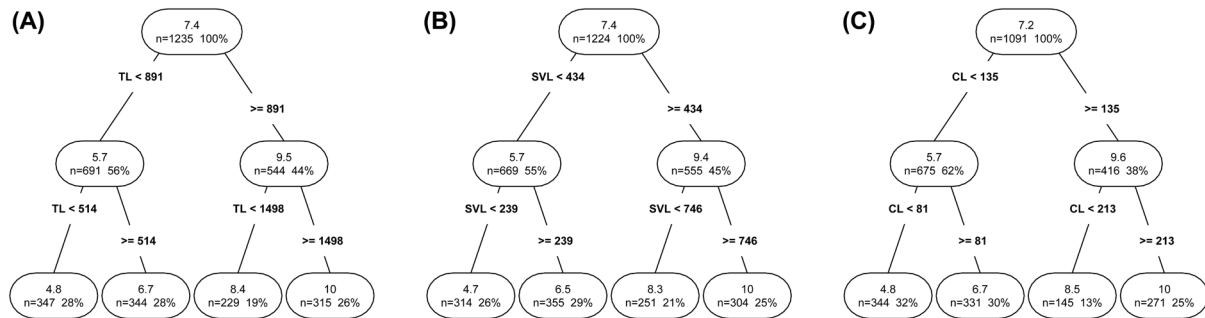 (A)
7.4
n=1235 100%
TL < 891
>= 891
5.7
n=691 56%
9.5
n=544 44%
TL < 514
>= 514
TL < 1498
>= 1498
4.8
n=347 28%
6.7
n=344 28%
8.4
n=229 19%
10
n=315 26%
(B)
7.4
n=1224 100%
SVL < 434
>= 434
5.7
n=669 55%
9.4
n=555 45%
SVL < 239
>= 239
SVL < 746
>= 746
4.7
n=314 26%
6.5
n=355 29%
8.3
n=251 21%
10
n=304 25%
(C)
7.2
n=1091 100%
CL < 135
>= 135
5.7
n=675 62%
9.6
n=416 38%
CL < 81
>= 81
CL < 213
>= 213
4.8
n=344 32%
6.7
n=331 30%
8.5
n=145 13%
10
n=271 25%